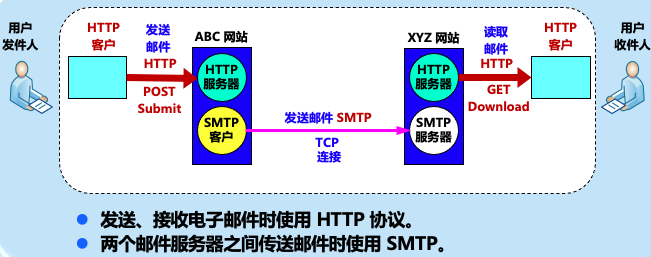 用户
发件人
HTTP
客户
发送
邮件
HTTP
POST
Submit
ABC 网站
HTTP
服务器
SMTP
客户
发送邮件 SMTP
TCP
连接
XYZ 网站
HTTP
服务器
SMTP
服务器
读取
邮件
HTTP
GET
Download
HTTP
客户
用户
收件人
发送、接收电子邮件时使用 HTTP 协议。
两个邮件服务器之间传送邮件时使用 SMTP。